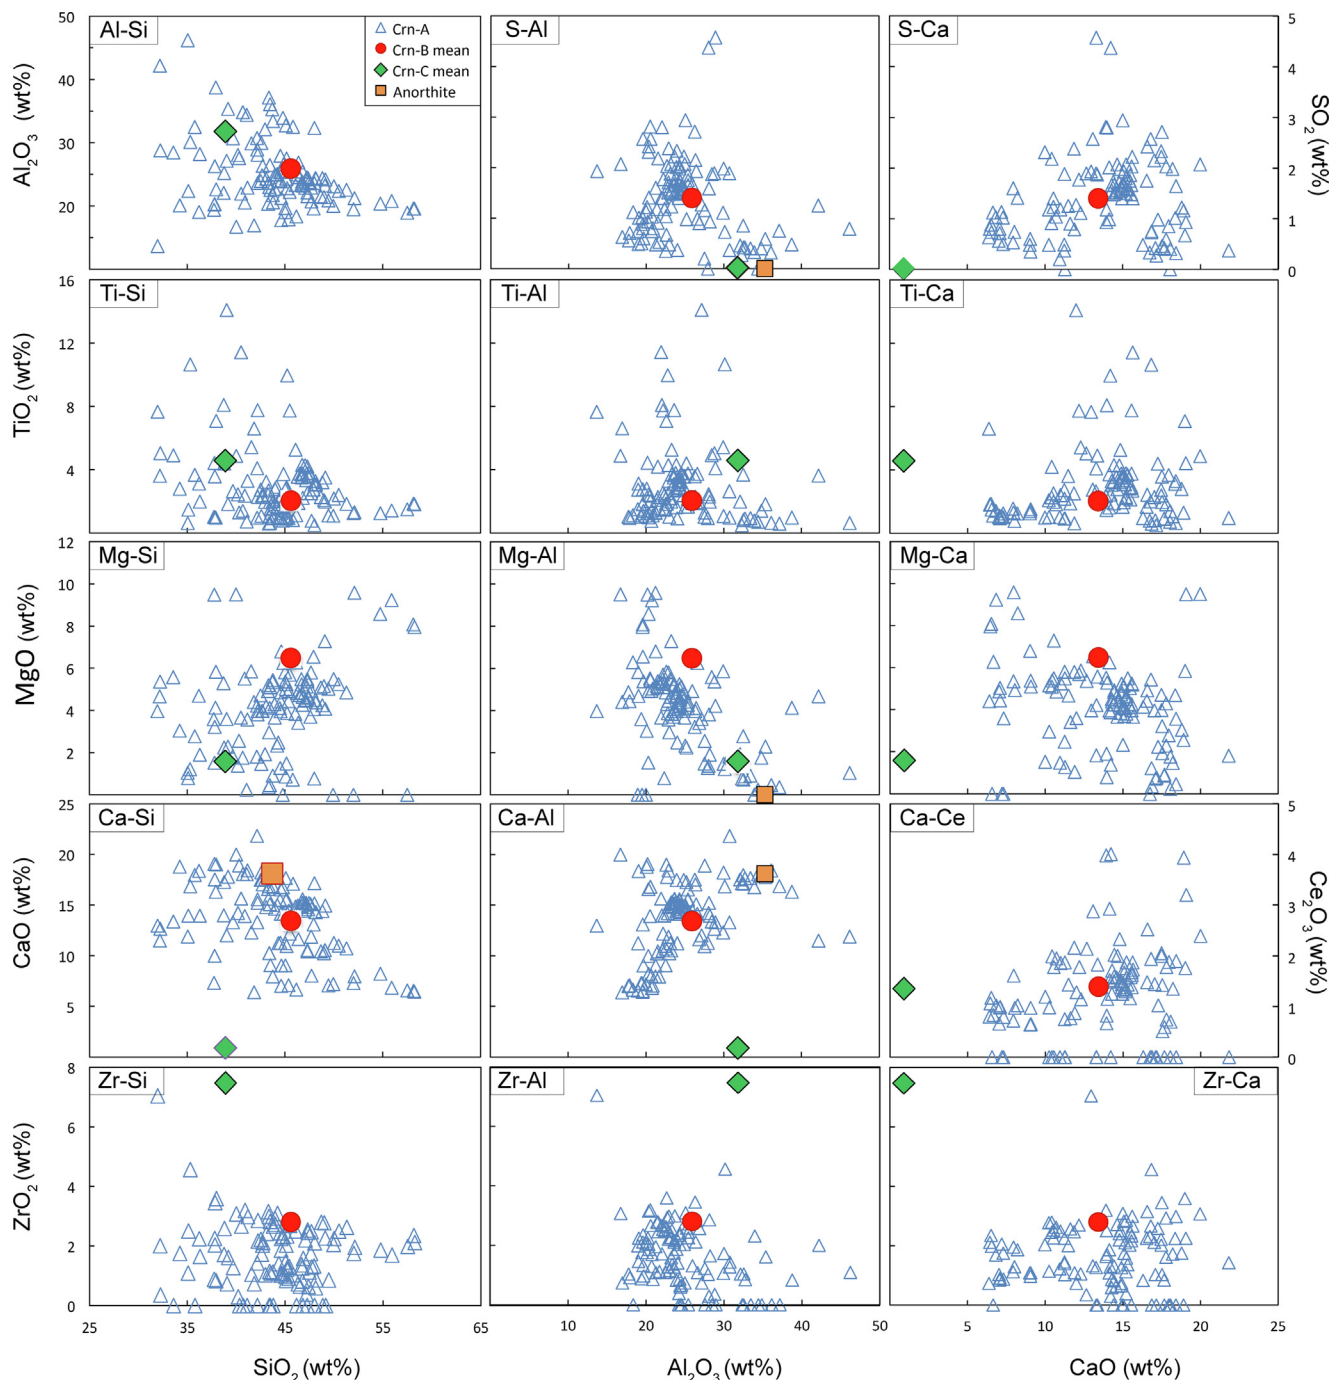 Al-Si
S-Al
S-Ca
Crn-A
Crn-B mean
Crn-C mean
Anorthite
50
40
30
20
Al₂O₃ (wt%)
5
4
3
2
1
0
SO₂ (wt%)
Ti-Si
Ti-Al
Ti-Ca
16
12
8
4
TiO₂ (wt%)
Mg-Si
Mg-Al
Mg-Ca
12
10
8
6
4
2
MgO (wt%)
Ca-Si
Ca-Al
Ca-Ce
25
20
15
10
5
CaO (wt%)
5
4
3
2
1
0
Ce₂O₃ (wt%)
Zr-Si
Zr-Al
Zr-Ca
8
6
4
2
0
ZrO₂ (wt%)
25 35 45 55 65
10 20 30 40 50
5 10 15 20 25
SiO₂ (wt%)
Al₂O₃ (wt%)
CaO (wt%)